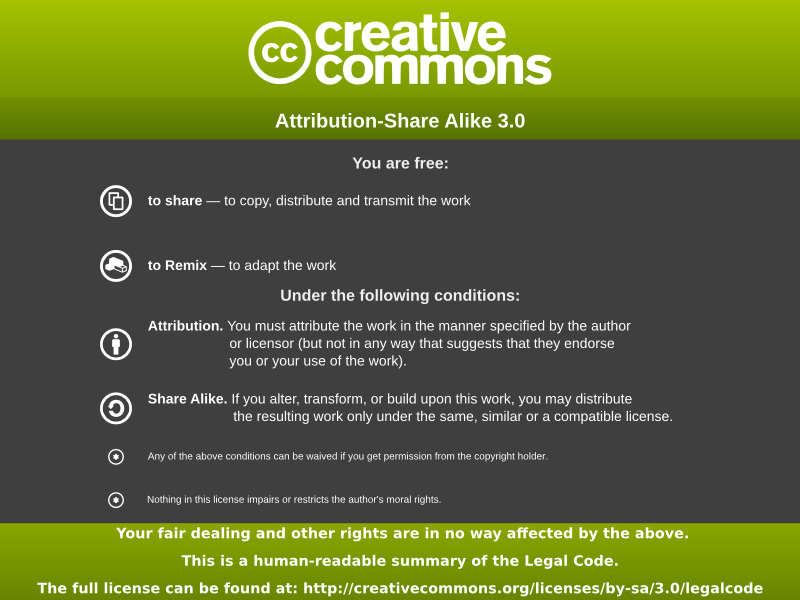 cc creative
commons
Attribution-Share Alike 3.0
You are free:
to share — to copy, distribute and transmit the work
to Remix — to adapt the work
Under the following conditions:
Attribution. You must attribute the work in the manner specified by the author
or licensor (but not in any way that suggests that they endorse
you or your use of the work).
Share Alike. If you alter, transform, or build upon this work, you may distribute
the resulting work only under the same, similar or a compatible license.
Any of the above conditions can be waived if you get permission from the copyright holder.
Nothing in this license impairs or restricts the author's moral rights.
Your fair dealing and other rights are in no way affected by the above.
This is a human-readable summary of the Legal Code.
The full license can be found at: http://creativecommons.org/licenses/by-sa/3.0/legalcode